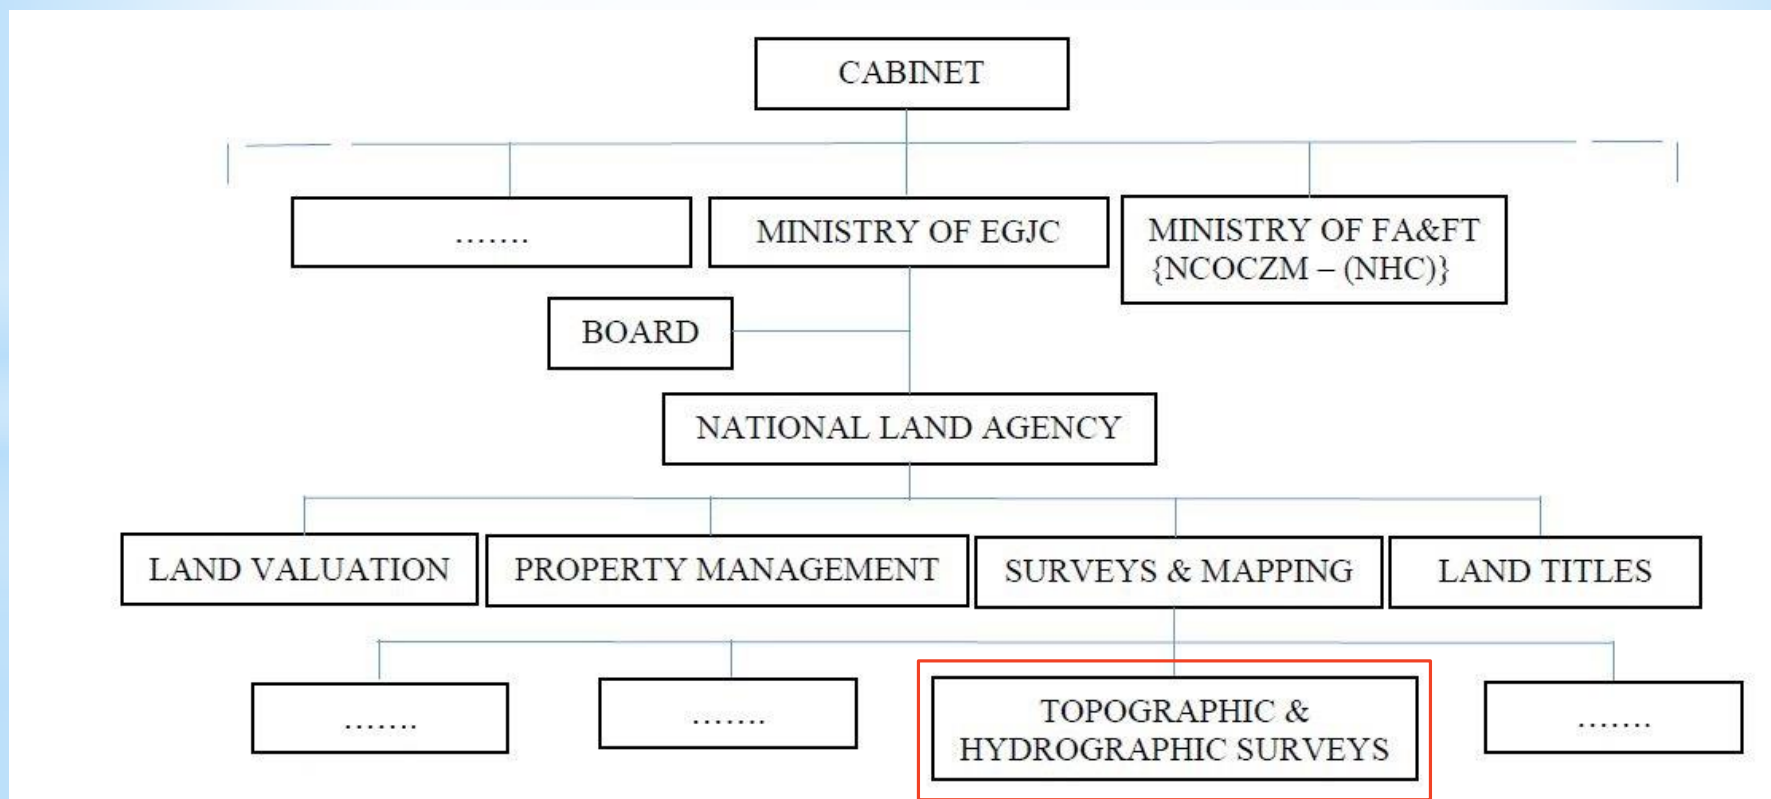 CABINET
.......
MINISTRY OF EGJC
MINISTRY OF FA&FT
{NCOCZM – (NHC)}
BOARD
NATIONAL LAND AGENCY
LAND VALUATION
PROPERTY MANAGEMENT
SURVEYS & MAPPING
LAND TITLES
.......
.......
TOPOGRAPHIC &
HYDROGRAPHIC SURVEYS
.......